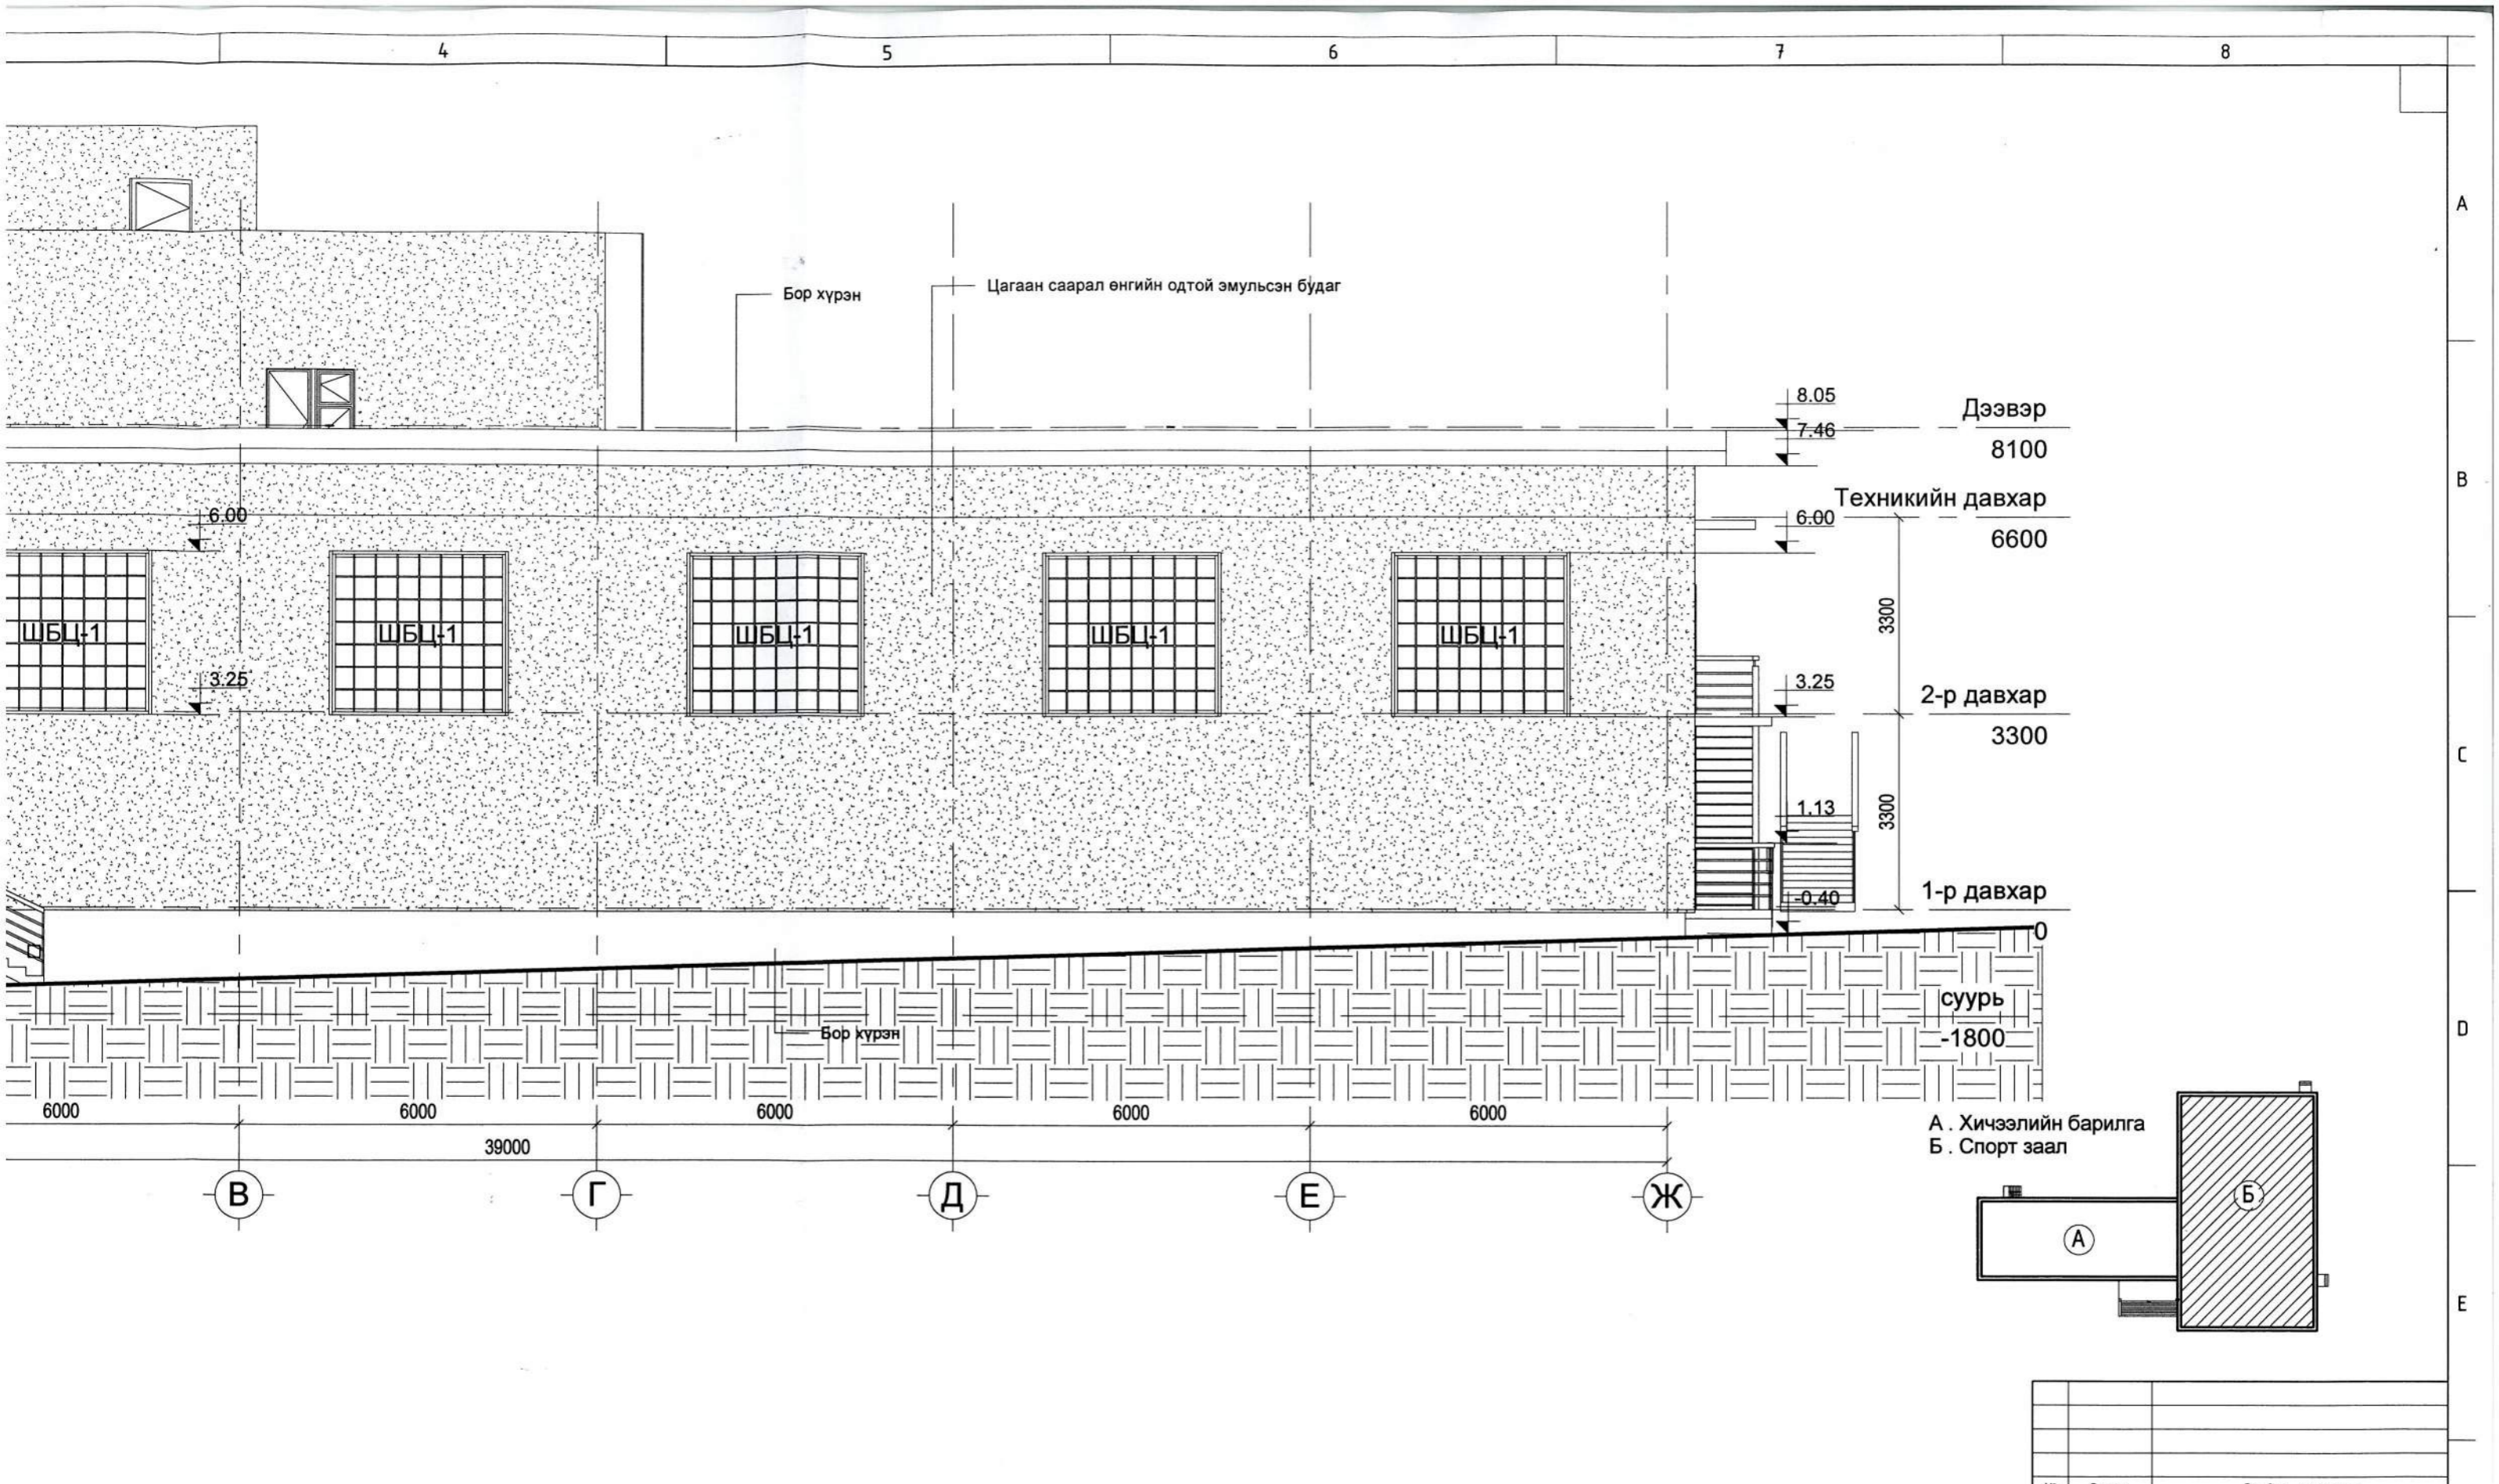 4 5 6 7 8
A
Бор хүрэн
Цагаан саарал өнгийн одтой эмульсэн будаг
8.05
Дээвэр
7.46
8100
B
Техникийн давхар
6.00
6.00
6600
3300
ШБЦ-1 ШБЦ-1 ШБЦ-1 ШБЦ-1 ШБЦ-1
3.25
3.25
2-р давхар
3300
C
1.13
3300
-0.40
1-р давхар
0
суурь
-1800
D
Бор хүрэн
6000 6000 6000 6000 6000
39000
В Г Д Е Ж
А . Хичээлийн барилга
Б . Спорт заал
Б
А
E